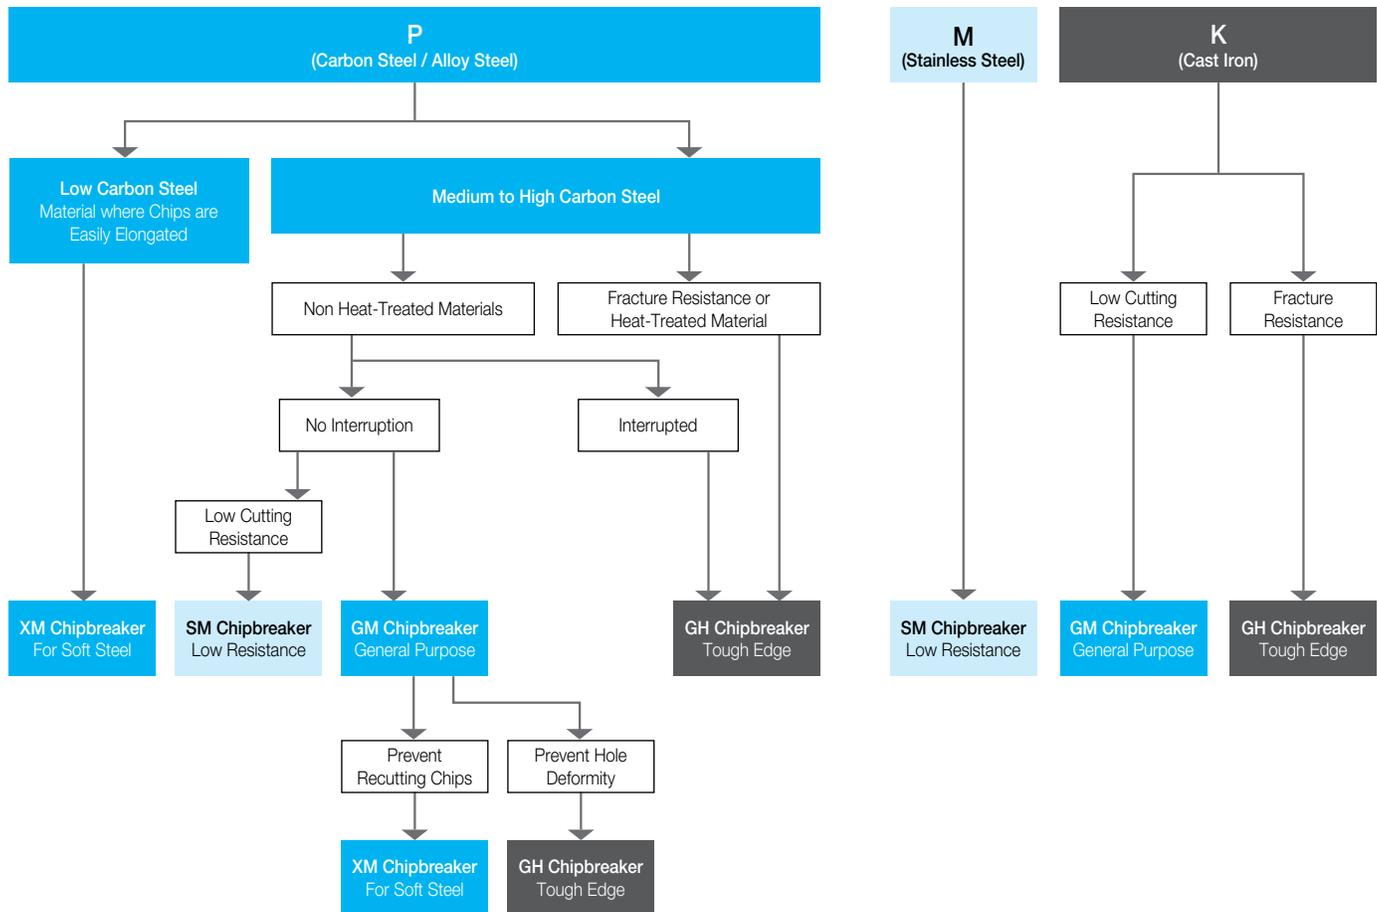 P
(Carbon Steel / Alloy Steel)
M
(Stainless Steel)
K
(Cast Iron)
Low Carbon Steel
Material where Chips are
Easily Elongated
Medium to High Carbon Steel
Non Heat-Treated Materials
Fracture Resistance or
Heat-Treated Material
Low Cutting
Resistance
Fracture
Resistance
No Interruption
Interrupted
Low Cutting
Resistance
XM Chipbreaker
For Soft Steel
SM Chipbreaker
Low Resistance
GM Chipbreaker
General Purpose
GH Chipbreaker
Tough Edge
SM Chipbreaker
Low Resistance
GM Chipbreaker
General Purpose
GH Chipbreaker
Tough Edge
Prevent
Recutting Chips
Prevent Hole
Deformity
XM Chipbreaker
For Soft Steel
GH Chipbreaker
Tough Edge